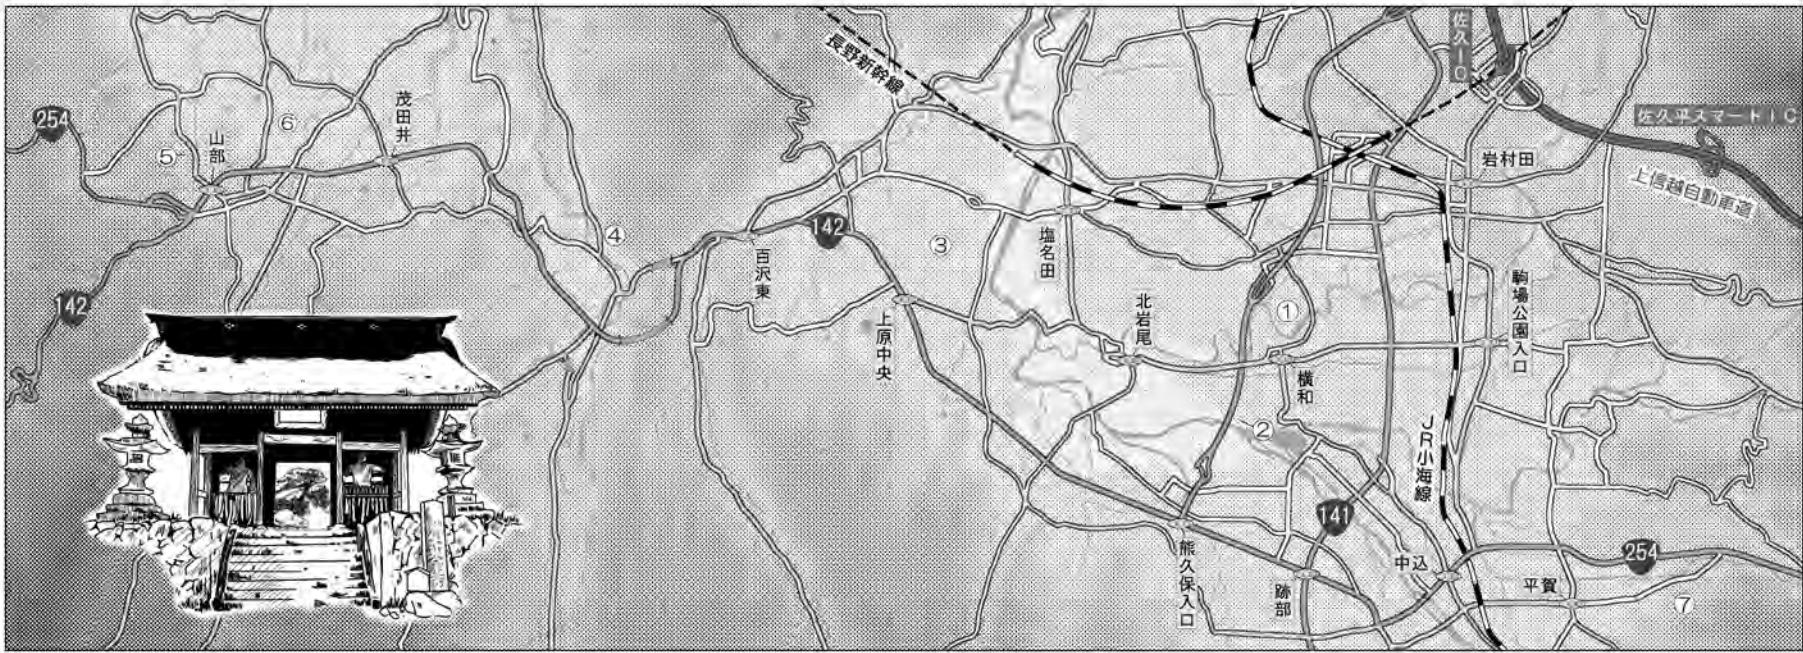 佐久IC
長野新幹線
佐久平スマートIC
254
茂田井
⑥
山部
⑤
岩村田
上信越自動車道
142
④
③
塩名田
百沢東
142
①
北岩尾
駒場公園入口
上原中央
横和
②
JR小海線
141
254
熊久保入口
中込
跡部
平賀
⑦